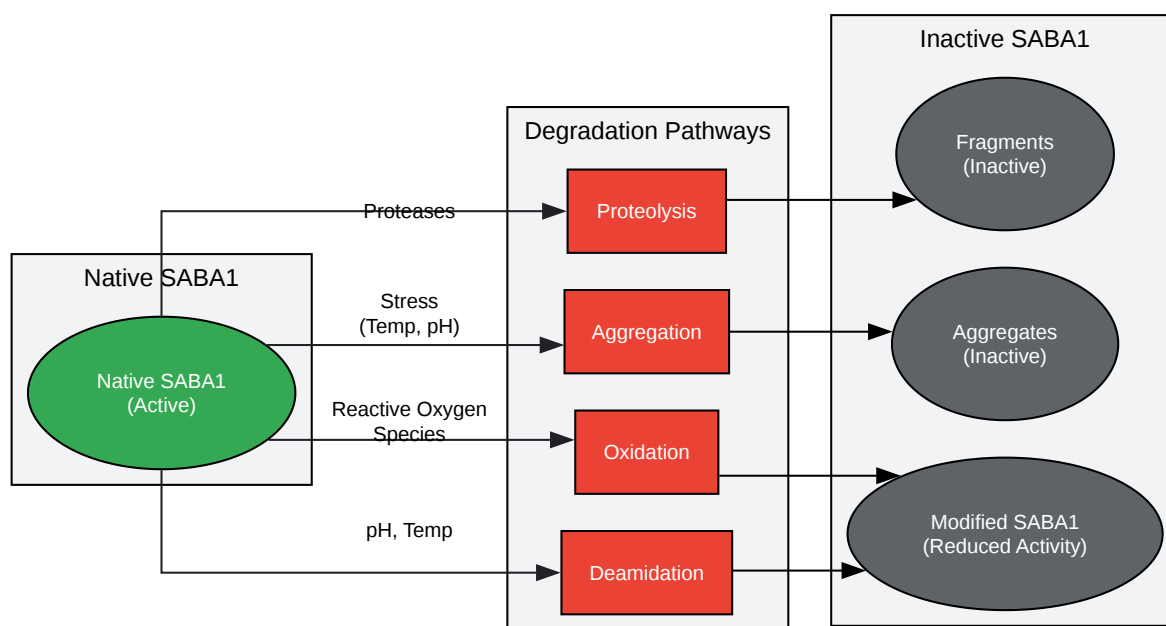 Inactive SABA1
Degradation Pathways
Fragments
(Inactive)
Proteases
Proteolysis
Native SABA1
Stress
(Temp, pH)
Aggregation
Aggregates
(Inactive)
Native SABA1
(Active)
Reactive Oxygen
Species
Oxidation
Modified SABA1
(Reduced Activity)
pH, Temp
Deamidation